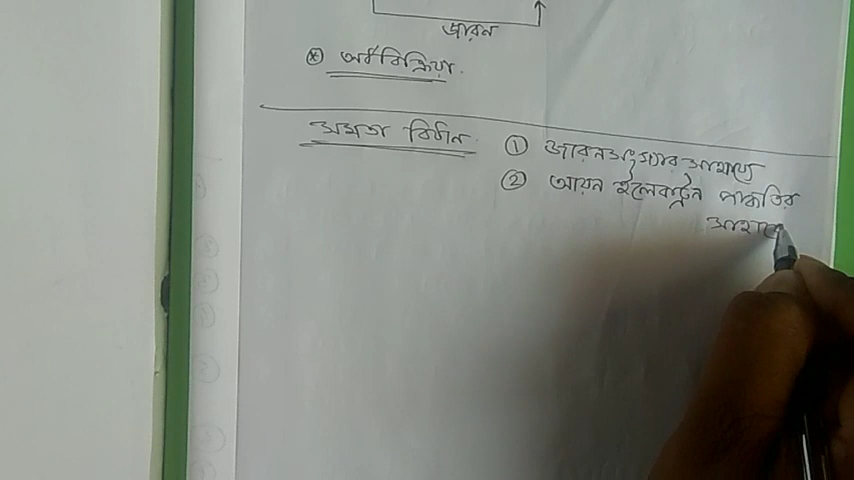 জারন
* অর্ধবিক্রিয়া.
সমতা বিধান
① জারনসংখ্যার সাহায্যে
② আয়ন ইলেকট্রন পদ্ধতির
সাহায্যে